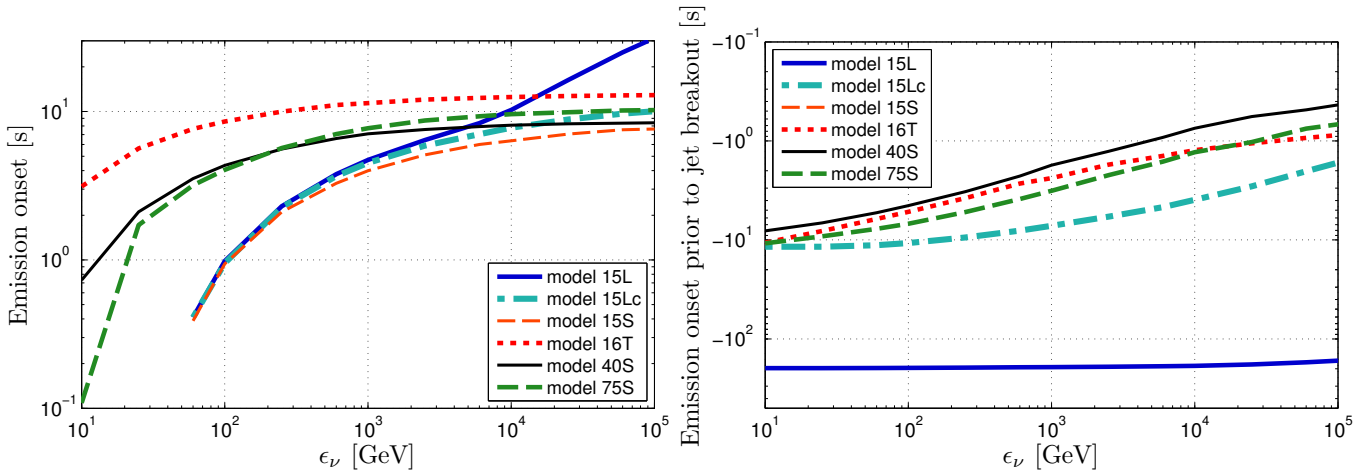 Emission onset [s]
10^1
10^0
10^-1
model 15L
model 15Lc
model 15S
model 16T
model 40S
model 75S
10^1
10^2
10^3
10^4
10^5
ϵ_ν [GeV]
Emission onset prior to jet breakout [s]
-10^-1
-10^0
-10^1
-10^2
model 15L
model 15Lc
model 15S
model 16T
model 40S
model 75S
10^1
10^2
10^3
10^4
10^5
ϵ_ν [GeV]